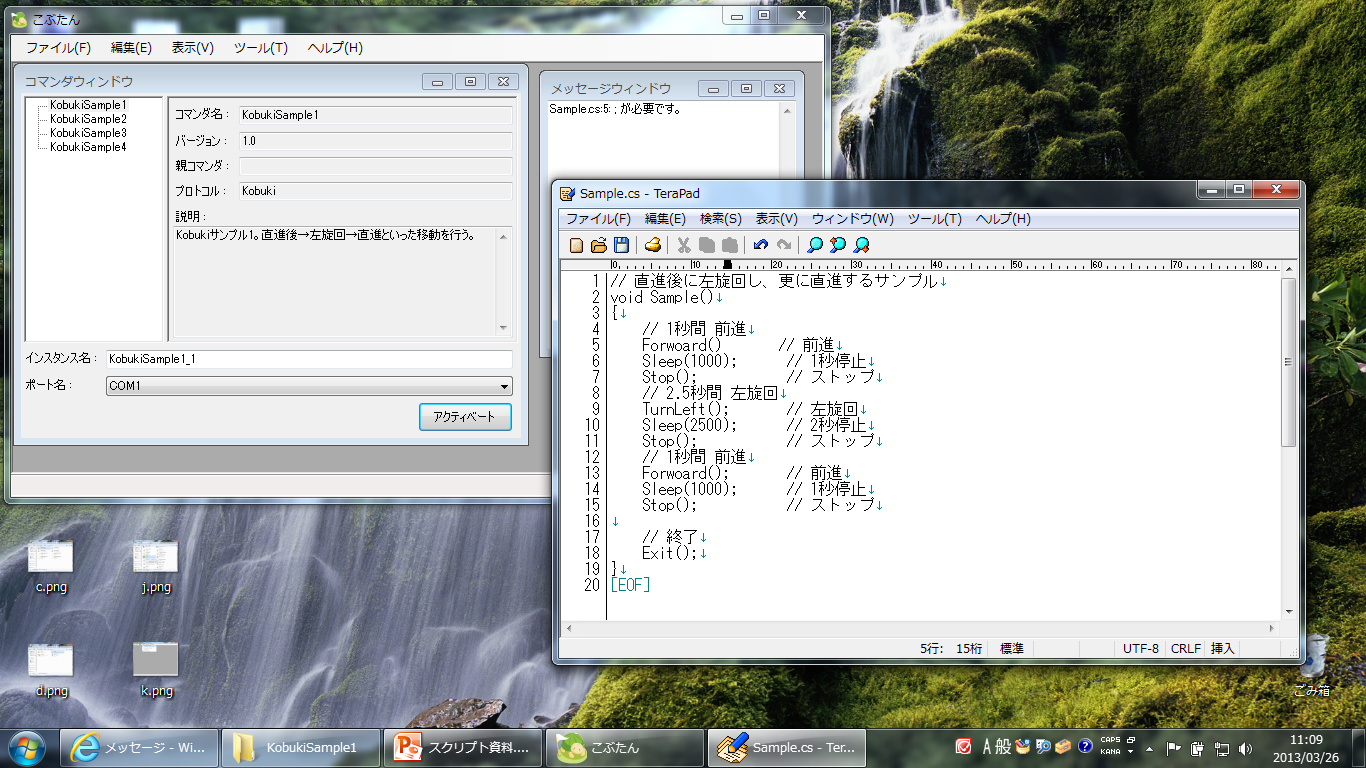 こぶたん
ファイル(F) 編集(E) 表示(V) ツール(T) ヘルプ(H)
コマンダウィンドウ
KobukiSample1
KobukiSample2
KobukiSample3
KobukiSample4
コマンダ名： KobukiSample1
バージョン： 1.0
親コマンダ：
プロトコル： Kobuki
説明：
Kobukiサンプル1。直進後→左旋回→直進といった移動を行う。
インスタンス名： KobukiSample1_1
ポート名： COM1
アクティベート
メッセージウィンドウ
Sample.cs:5: ; が必要です。
Sample.cs - TeraPad
ファイル(F) 編集(E) 検索(S) 表示(V) ウィンドウ(W) ツール(T) ヘルプ(H)
0 10 20 30 40 50 60 70 80
1 // 直進後に左旋回し、更に直進するサンプル↓
2 void Sample()↓
3 {↓
4 // 1秒間 前進↓
5 Forwoard() // 前進↓
6 Sleep(1000); // 1秒停止↓
7 Stop(); // ストップ↓
8 // 2.5秒間 左旋回↓
9 TurnLeft(); // 左旋回↓
10 Sleep(2500); // 2秒停止↓
11 Stop(); // ストップ↓
12 // 1秒間 前進↓
13 Forwoard(); // 前進↓
14 Sleep(1000); // 1秒停止↓
15 Stop(); // ストップ↓
16 ↓
17 // 終了↓
18 Exit();↓
19 }↓
20 [EOF]
5行: 15桁 標準 UTF-8 CRLF 挿入
c.png
j.png
d.png
k.png
ごみ箱
メッセージ - Wi...
KobukiSample1
スクリプト資料....
こぶたん
Sample.cs - Ter...
A 般
CAPS
KANA
11:09
2013/03/26